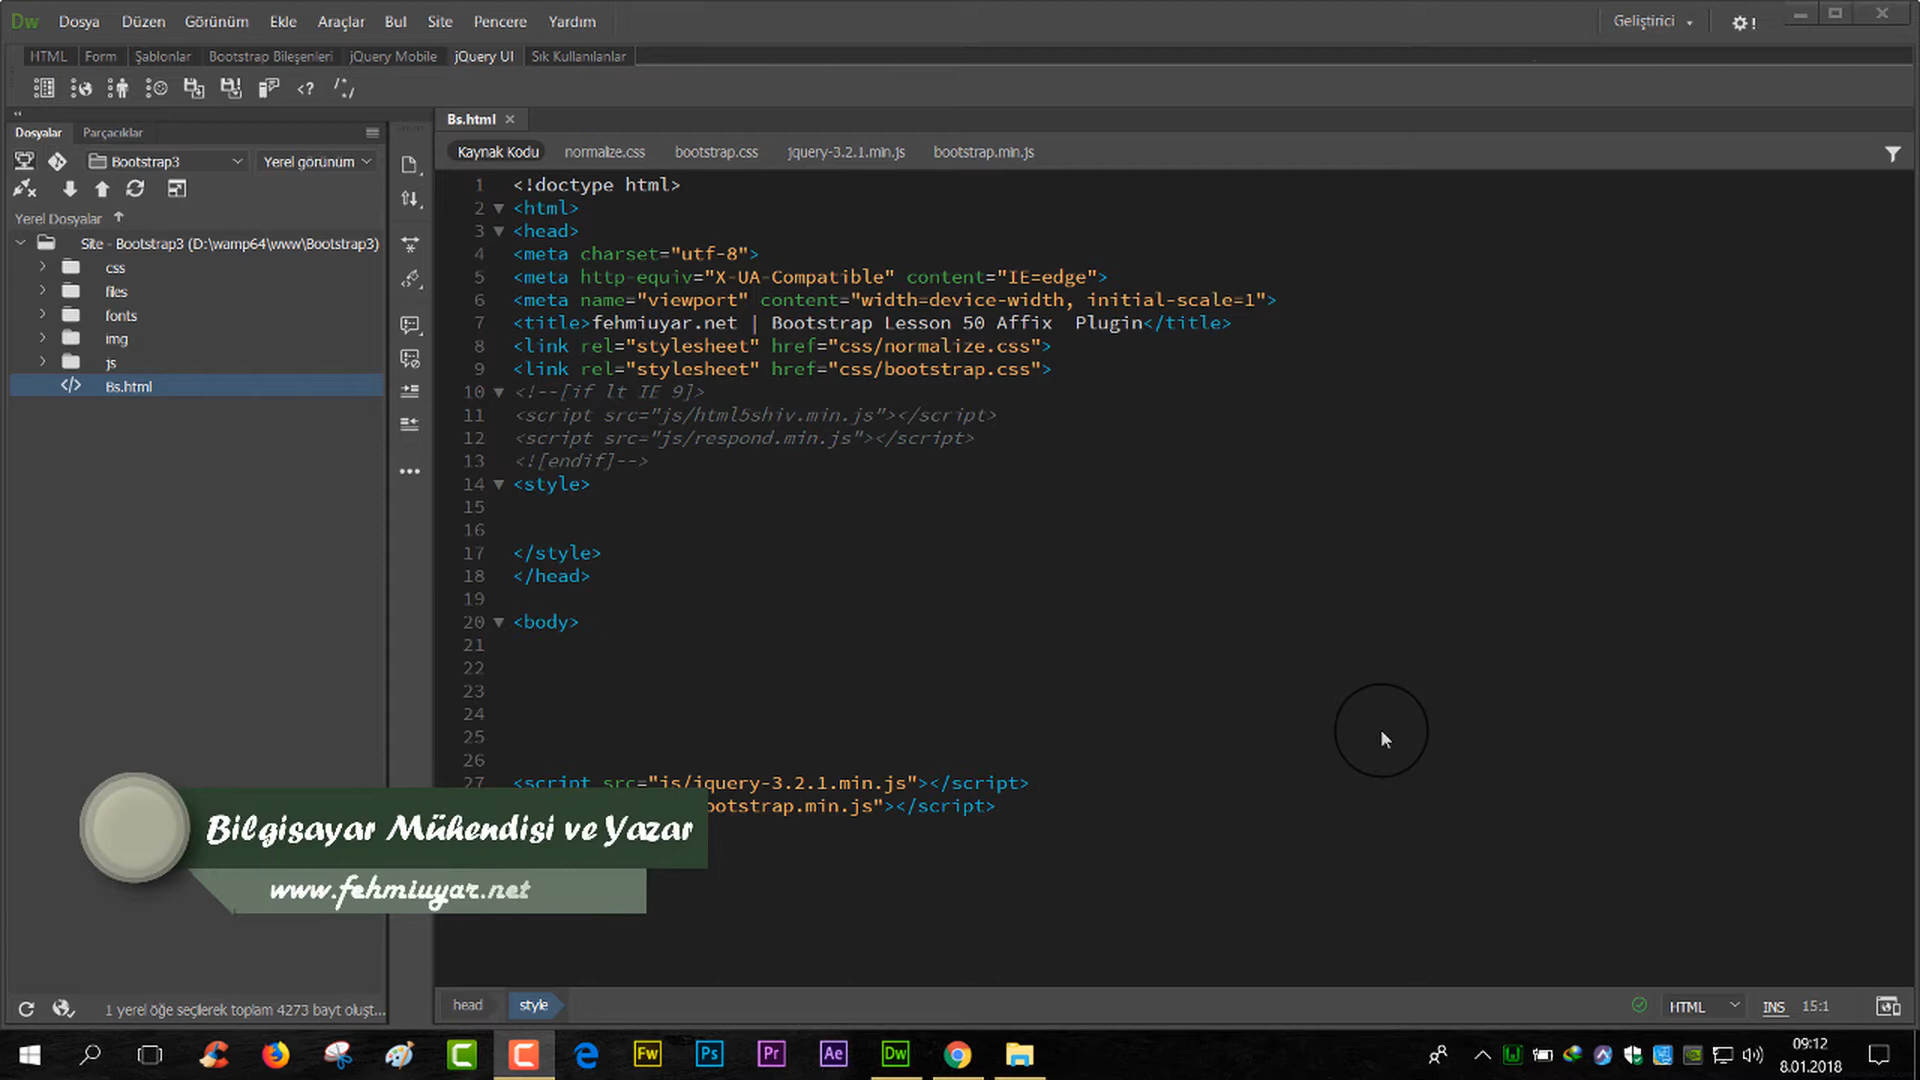 Dw Dosya Düzen Görünüm Ekle Araçlar Bul Site Pencere Yardım Geliştirici
HTML Form Şablonlar Bootstrap Bileşenleri jQuery Mobile jQuery UI Sık Kullanılanlar
Dosyalar Parçacıklar
Bs.html
Bootstrap3 Yerel görünüm
Kaynak Kodu normalize.css bootstrap.css jquery-3.2.1.min.js bootstrap.min.js
Yerel Dosyalar
Site - Bootstrap3 (D:\wamp64\www\Bootstrap3)
css
files
fonts
img
js
Bs.html
1 <!doctype html>
2 <html>
3 <head>
4 <meta charset="utf-8">
5 <meta http-equiv="X-UA-Compatible" content="IE=edge">
6 <meta name="viewport" content="width=device-width, initial-scale=1">
7 <title>fehmiuyar.net | Bootstrap Lesson 50 Affix  Plugin</title>
8 <link rel="stylesheet" href="css/normalize.css">
9 <link rel="stylesheet" href="css/bootstrap.css">
10 <!--[if lt IE 9]>
11 <script src="js/html5shiv.min.js"></script>
12 <script src="js/respond.min.js"></script>
13 <![endif]-->
14 <style>
15
16
17 </style>
18 </head>
19
20 <body>
21
22
23
24
25
26
27 <script src="js/jquery-3.2.1.min.js"></script>
ootstrap.min.js"></script>
Bilgisayar Mühendisi ve Yazar
www.fehmiuyar.net
1 yerel öğe seçilerek toplam 4273 bayt oluşt...
head style HTML INS 15:1
Fw Ps Pr Ae Dw
09:12
8.01.2018